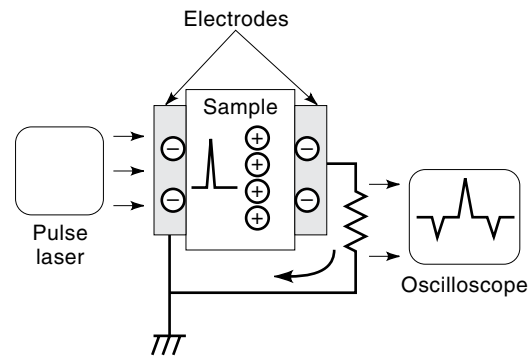 Electrodes
Sample
− + −
+
− + −
+
Pulse
laser
Oscilloscope